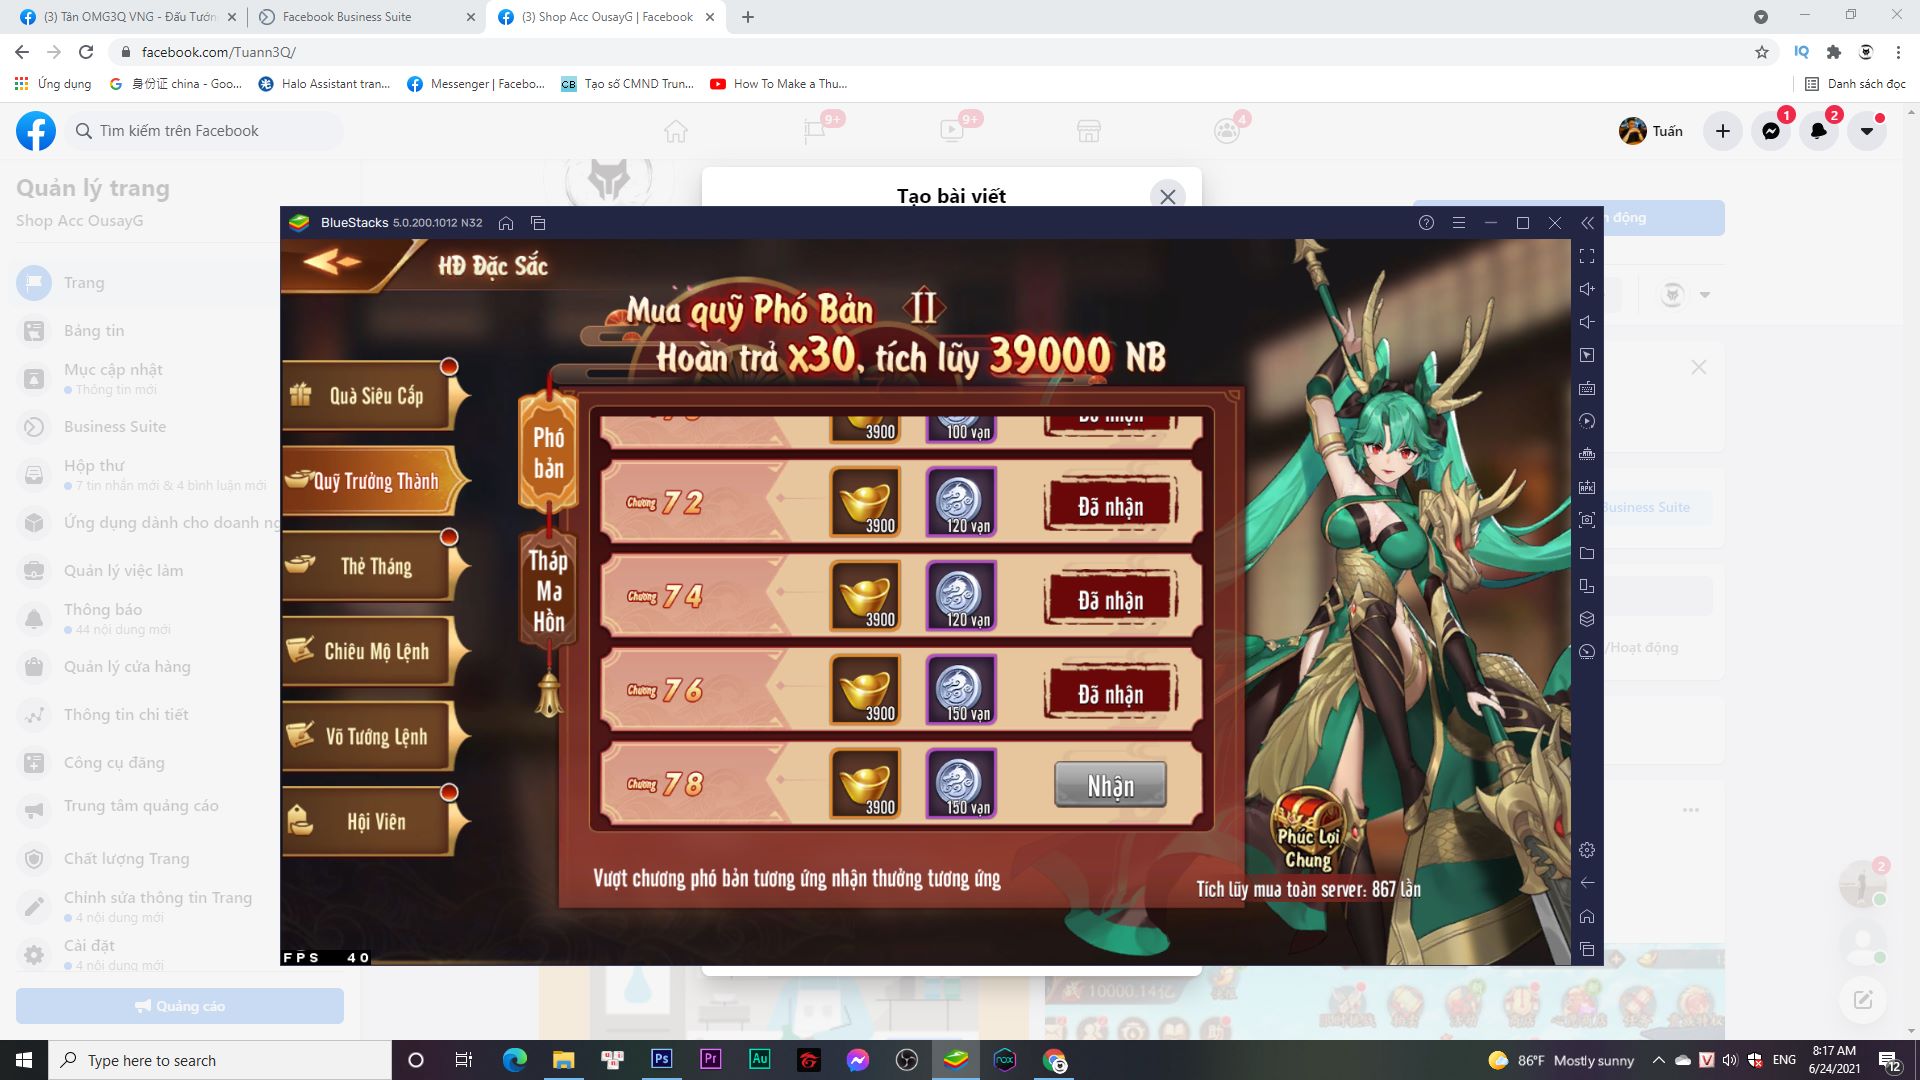 (3) Tân OMG3Q VNG - Đấu Tướn
Facebook Business Suite
(3) Shop Acc OusayG | Facebook
facebook.com/Tuann3Q/
Ứng dụng
身份证 china - Goo...
Halo Assistant tran...
Messenger | Facebo...
CB
Tạo số CMND Trun...
How To Make a Thu...
Danh sách đọc
Tìm kiếm trên Facebook
9+
9+
4
Tuấn
1
2
Quản lý trang
Shop Acc OusayG
Tạo bài viết
Trang
Bảng tin
Mục cập nhật
Thông tin mới
Business Suite
Hộp thư
7 tin nhắn mới & 4 bình luận mới
Ứng dụng dành cho doanh ng
Quản lý việc làm
Thông báo
44 nội dung mới
Quản lý cửa hàng
Thông tin chi tiết
Công cụ đăng
Trung tâm quảng cáo
Chất lượng Trang
Chỉnh sửa thông tin Trang
4 nội dung mới
Cài đặt
4 nội dung mới
Quảng cáo
BlueStacks 5.0.200.1012 N32
động
HĐ Đặc Sắc
Mua quỹ Phó Bản II
Hoàn trả x30, tích lũy 39000 NB
Quà Siêu Cấp
Quỹ Trưởng Thành
Thẻ Tháng
Chiêu Mộ Lệnh
Võ Tướng Lệnh
Hội Viên
Phó
bản
Tháp
Ma
Hồn
3900
100 vạn
Chương 72
3900
120 vạn
Đã nhận
Chương 74
3900
120 vạn
Đã nhận
Chương 76
3900
150 vạn
Đã nhận
Chương 78
3900
150 vạn
Nhận
Vượt chương phó bản tương ứng nhận thưởng tương ứng
Phúc Lợi
Chung
Tích lũy mua toàn server: 867 lần
FPS 40
Business Suite
/Hoạt động
2
10000.14亿
Type here to search
Ps
Pr
Au
86°F Mostly sunny
ENG
8:17 AM
6/24/2021
12